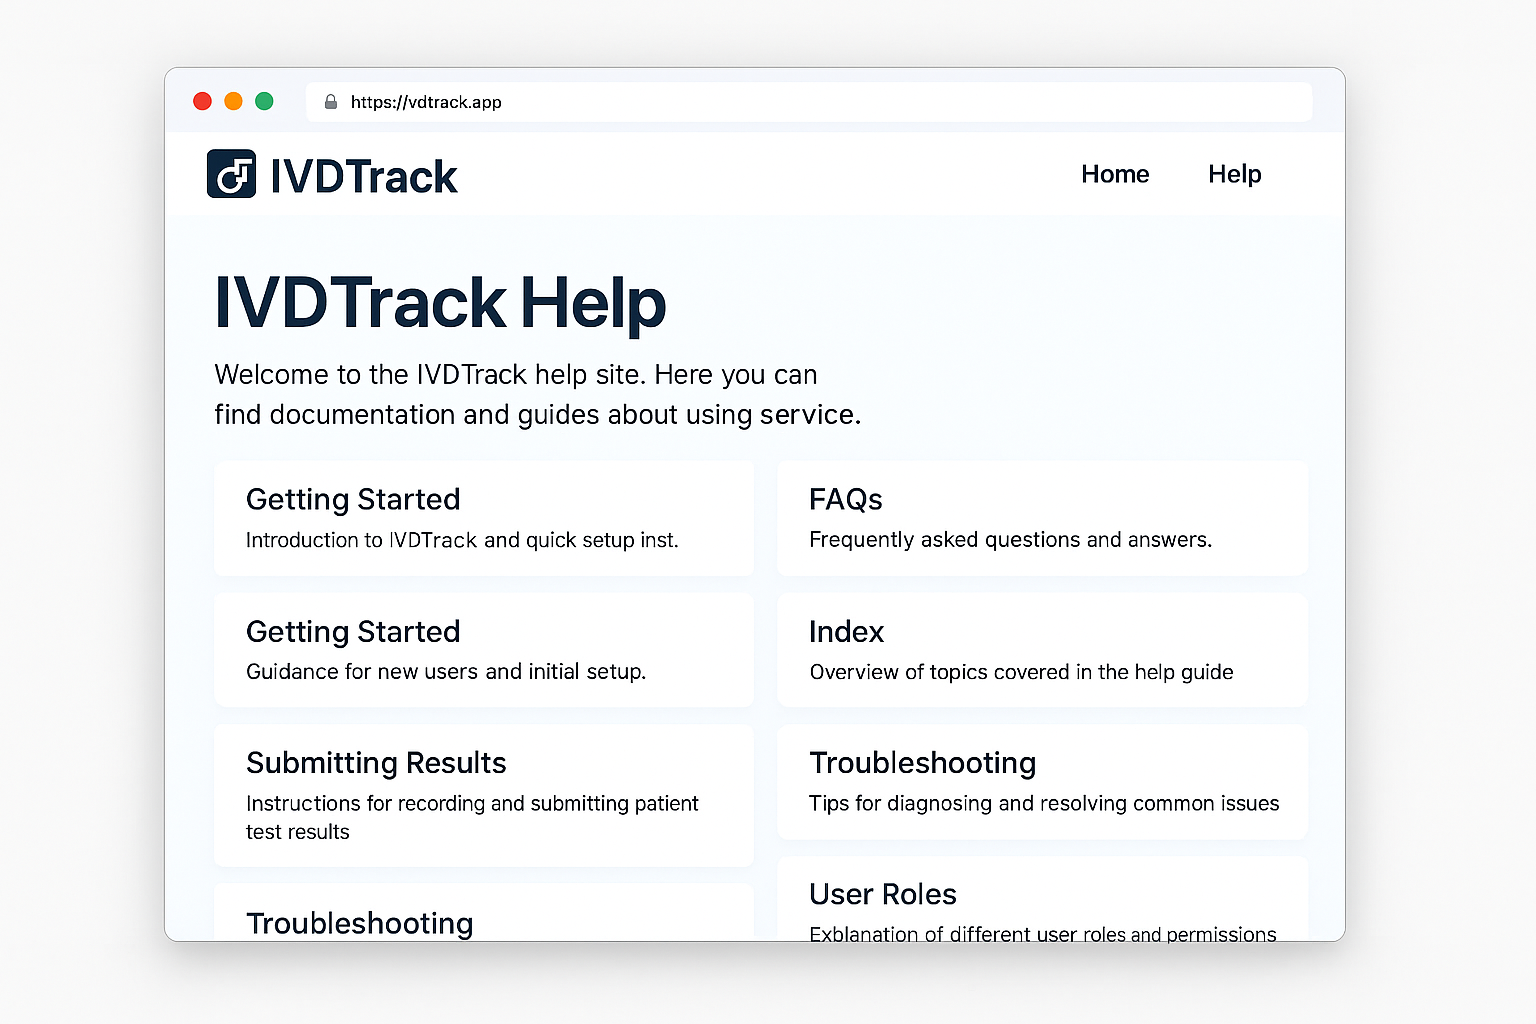 https://vdtrack.app
IVDTrack
Home
Help
IVDTrack Help
Welcome to the IVDTrack help site. Here you can
find documentation and guides about using service.
Getting Started
Introduction to IVDTrack and quick setup inst.
FAQs
Frequently asked questions and answers.
Getting Started
Guidance for new users and initial setup.
Index
Overview of topics covered in the help guide
Submitting Results
Instructions for recording and submitting patient
test results
Troubleshooting
Tips for diagnosing and resolving common issues
Troubleshooting
User Roles
Exblanation of different user roles and permissions